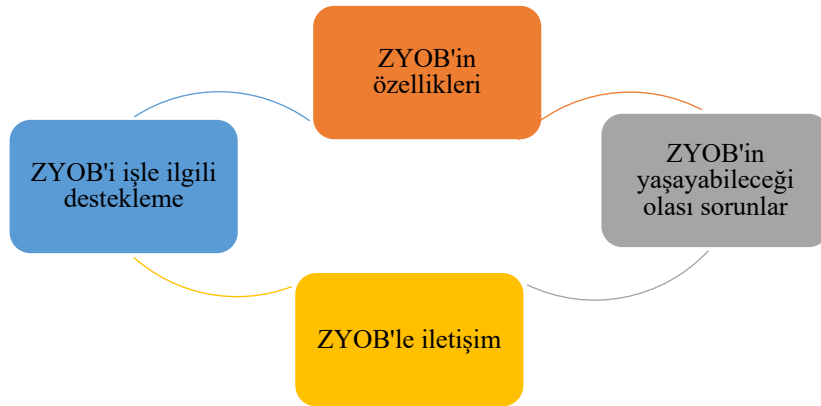 ZYOB'in
özellikleri
ZYOB'i işle ilgili
destekleme
ZYOB'in
yaşayabileceği
olası sorunlar
ZYOB'le iletişim